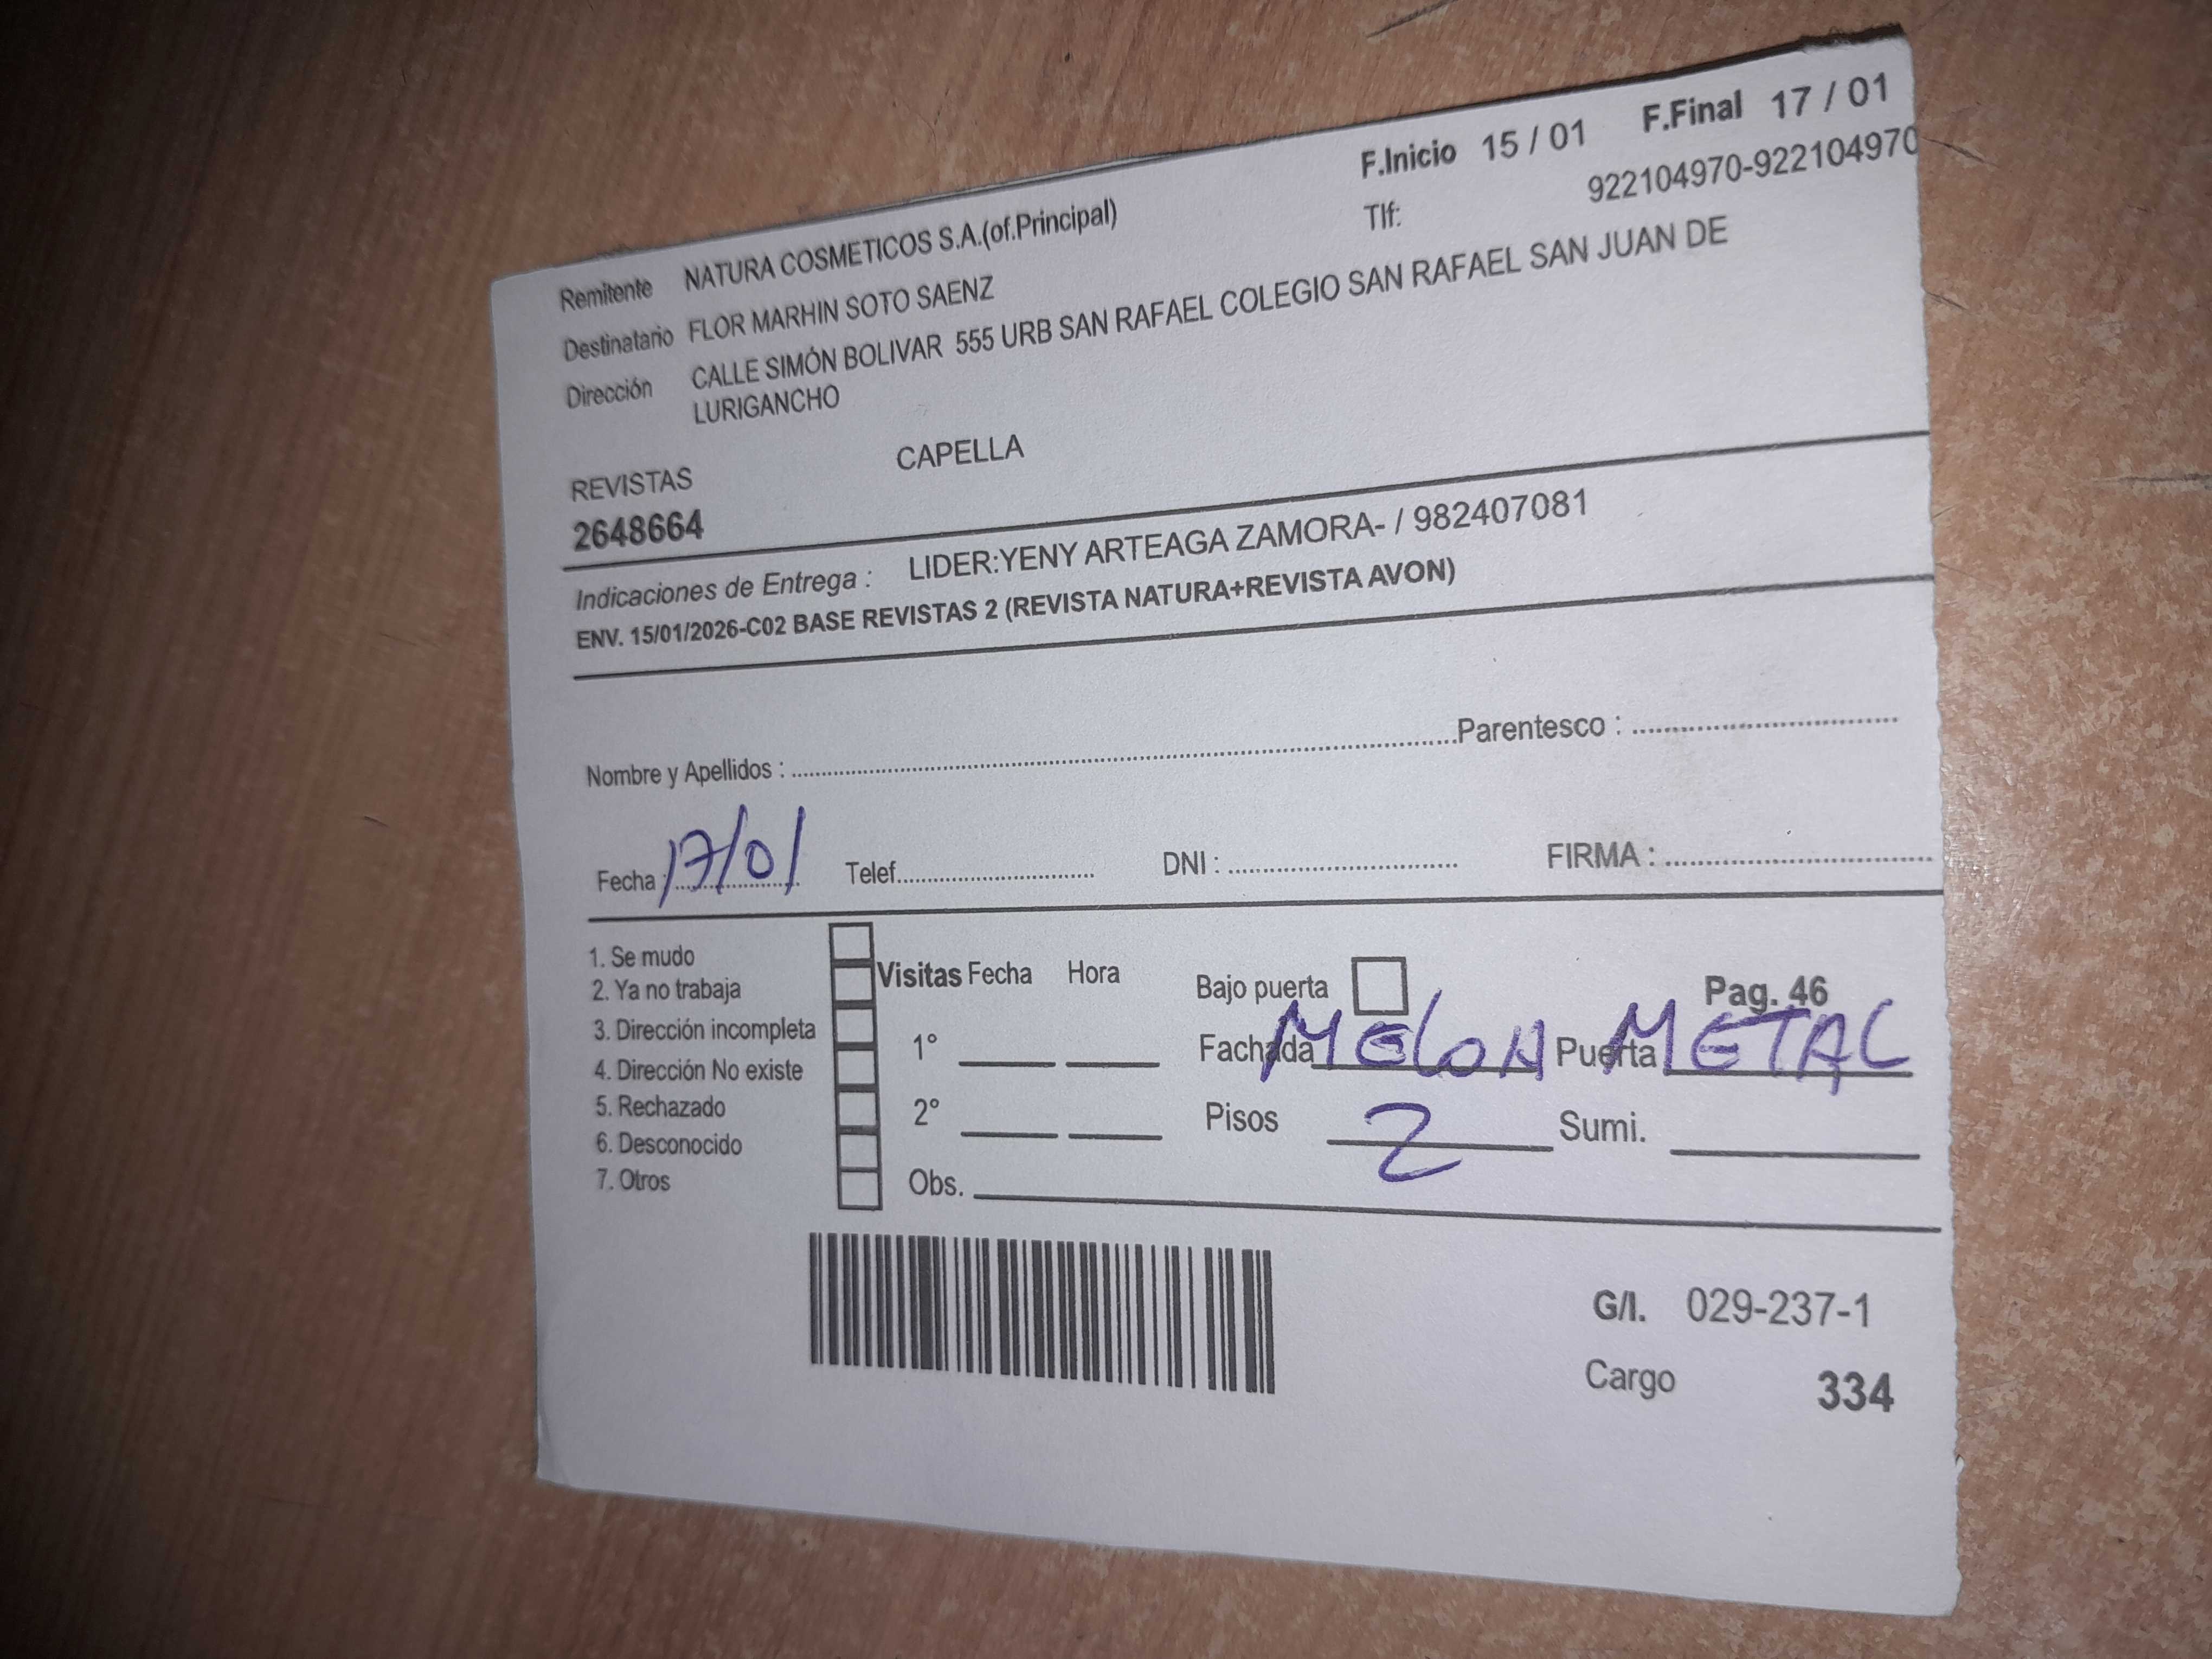 F.Inicio 15 / 01 F.Final 17 / 01
Remitente NATURA COSMETICOS S.A.(of.Principal) Tlf: 922104970-922104970
Destinatario FLOR MARHIN SOTO SAENZ
Dirección CALLE SIMÓN BOLIVAR 555 URB SAN RAFAEL COLEGIO SAN RAFAEL SAN JUAN DE
LURIGANCHO
REVISTAS CAPELLA
2648664
Indicaciones de Entrega : LIDER:YENY ARTEAGA ZAMORA- / 982407081
ENV. 15/01/2026-C02 BASE REVISTAS 2 (REVISTA NATURA+REVISTA AVON)
Nombre y Apellidos : Parentesco :
Fecha : 17/01 Telef. DNI : FIRMA :
1. Se mudo
2. Ya no trabaja
3. Dirección incompleta
4. Dirección No existe
5. Rechazado
6. Desconocido
7. Otros
Visitas Fecha Hora
1°
2°
Obs.
Bajo puerta Pag. 46
Fachada MELON Puerta METAL
Pisos 2 Sumi.
G/I. 029-237-1
Cargo 334